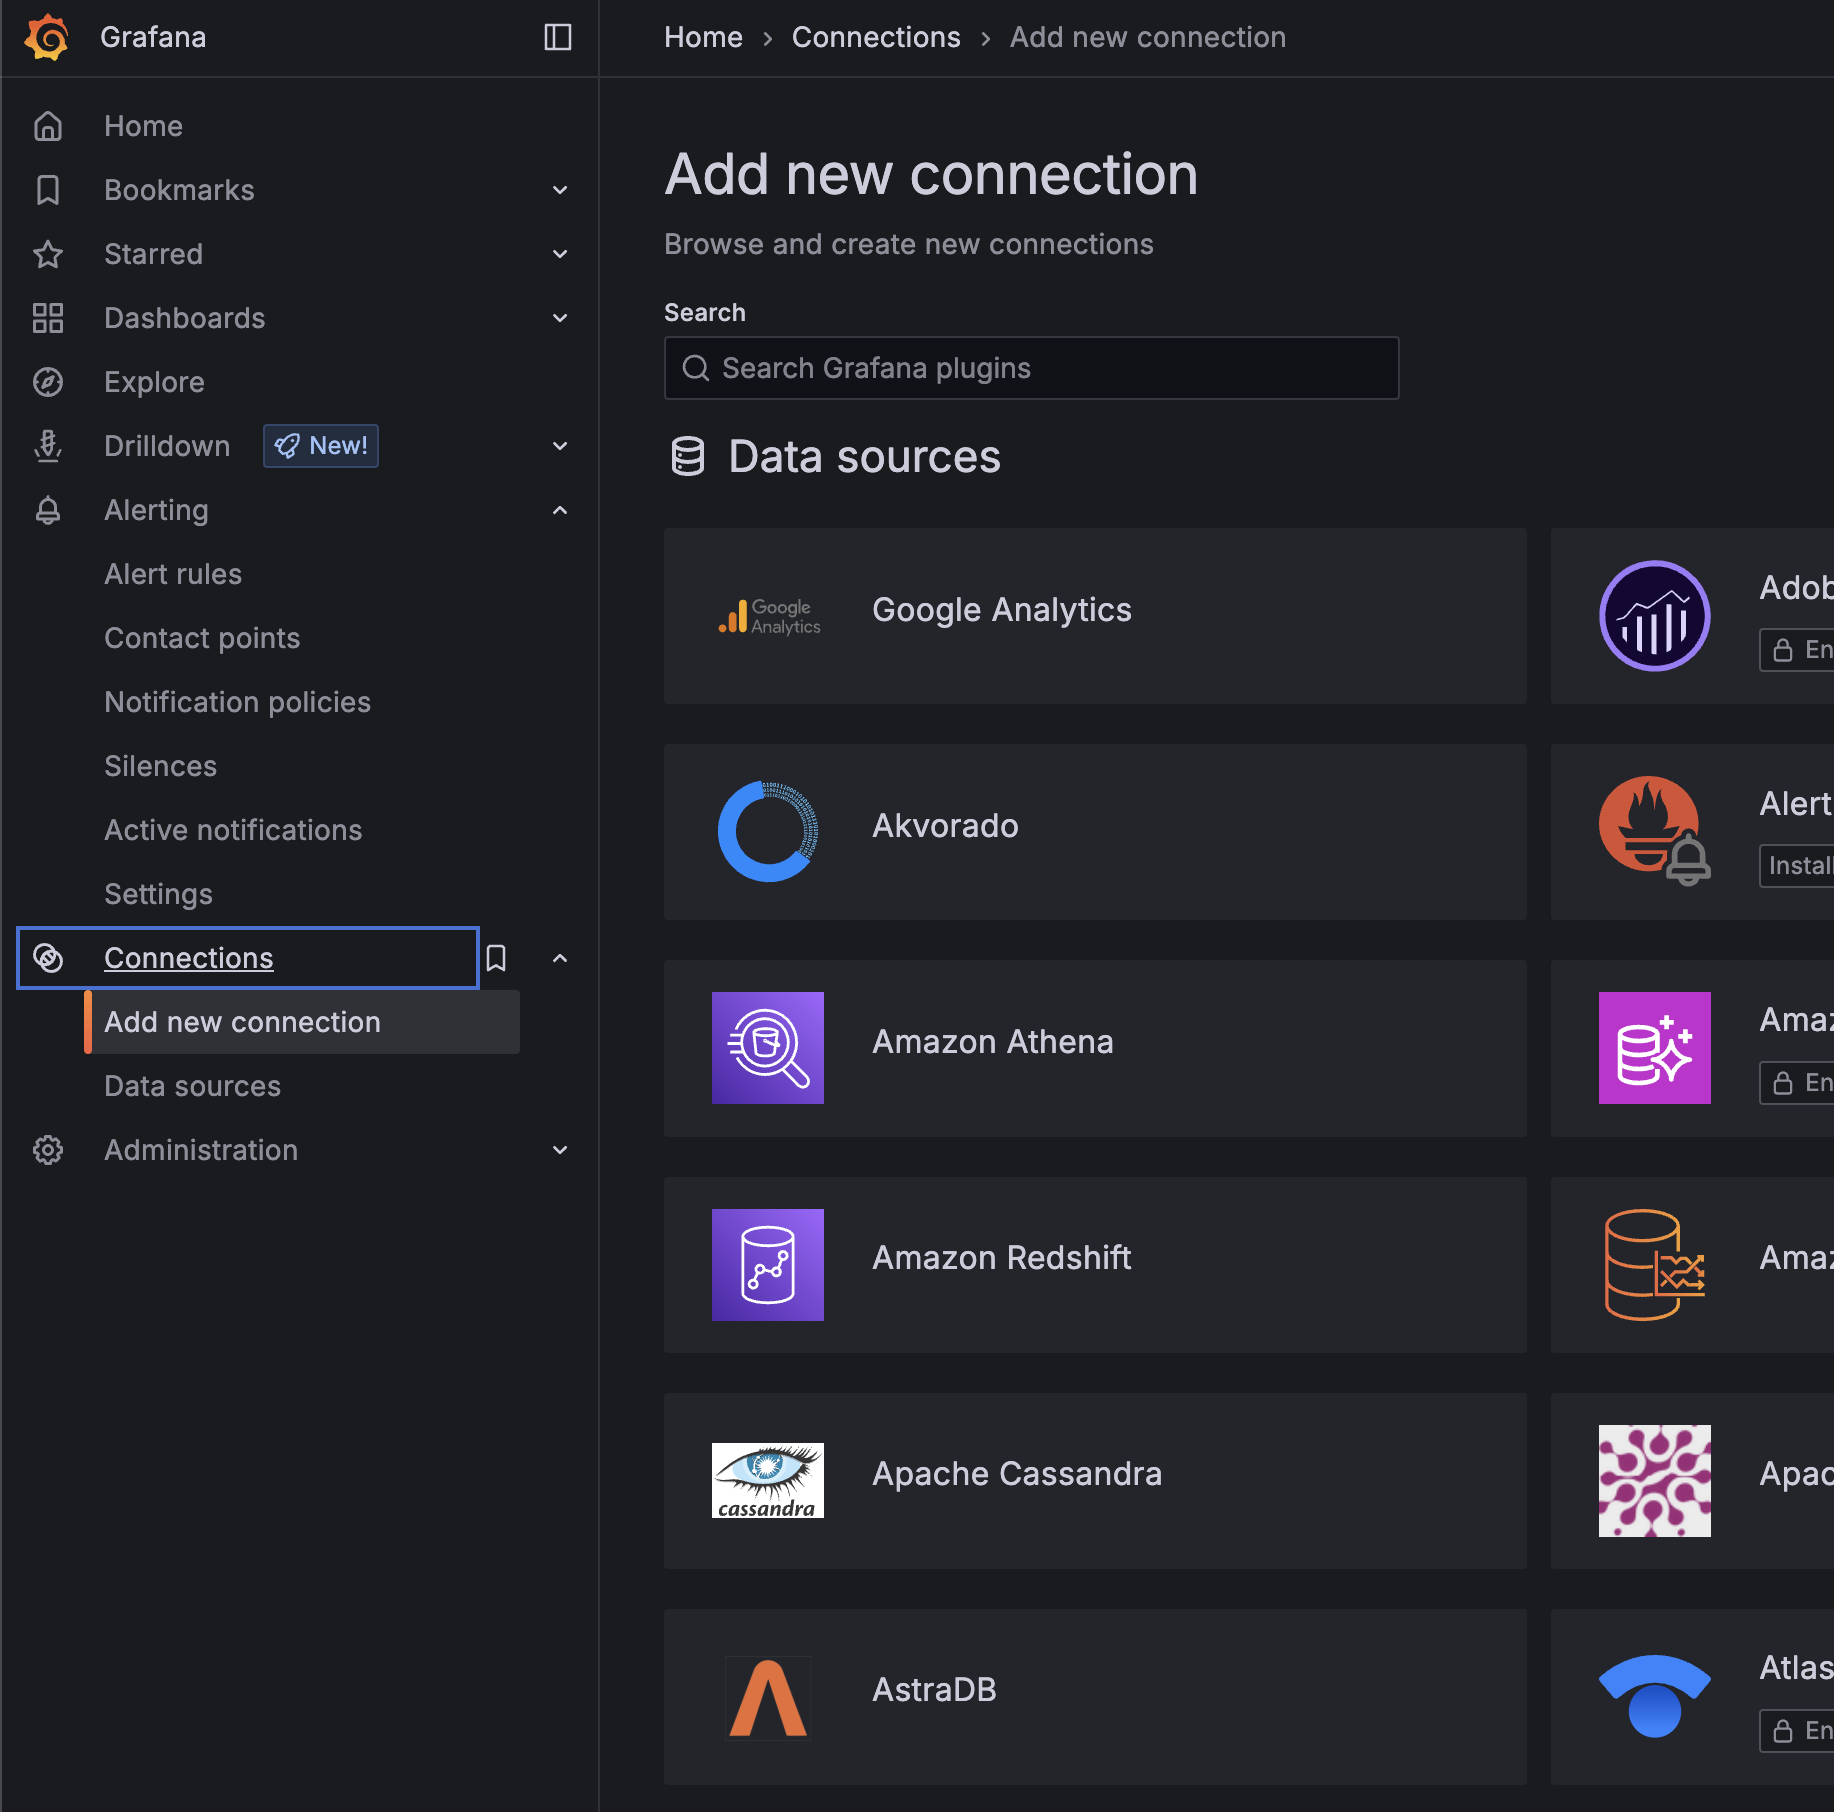 Grafana
Home › Connections › Add new connection
Home
Bookmarks
Starred
Dashboards
Explore
Drilldown New!
Alerting
Alert rules
Contact points
Notification policies
Silences
Active notifications
Settings
Connections
Add new connection
Data sources
Administration
Add new connection
Browse and create new connections
Search
Search Grafana plugins
Data sources
Google
Analytics
Google Analytics
Adob
En
Akvorado
Alert
Install
Amazon Athena
Amaz
En
Amazon Redshift
Amaz
cassandra
Apache Cassandra
Apac
AstraDB
Atlas
En